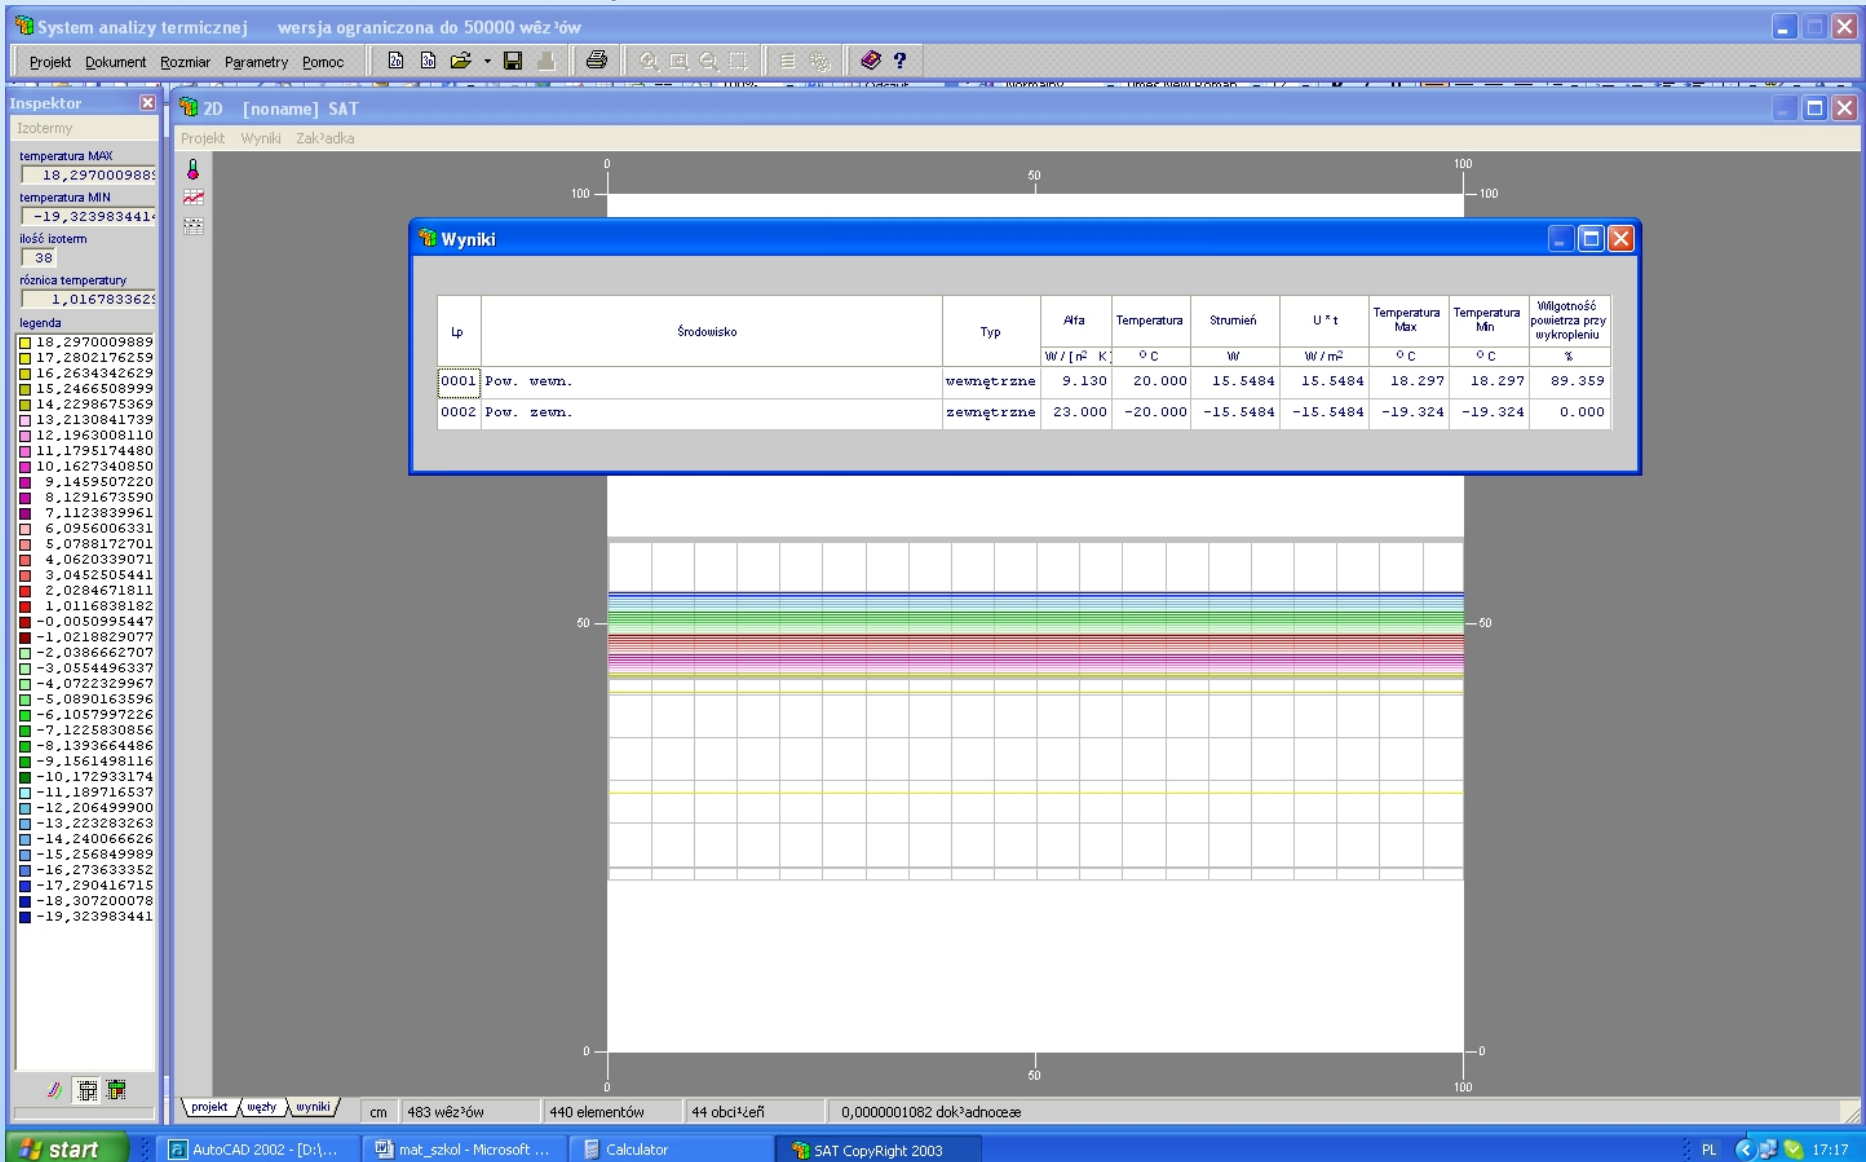 System analizy termicznej wersja ograniczona do 50000 wêz³ów
Projekt Dokument Rozmiar Parametry Pomoc
Inspektor
Izotermy
temperatura MAX
18,297000988
temperatura MIN
-19,32398344
ilość izoterm
38
róznica temperatury
1,016783362
legenda
18,2970009889
17,2802176259
16,2634342629
15,2466508999
14,2298675369
13,2130841739
12,1963008110
11,1795174480
10,1627340850
9,1459507220
8,1291673590
7,1123839961
6,0956006331
5,0788172701
4,0620339071
3,0452505441
2,0284671811
1,0116838182
-0,0050995447
-1,0218829077
-2,0386662707
-3,0554496337
-4,0722329967
-5,0890163596
-6,1057997226
-7,1225830856
-8,1393664486
-9,1561498116
-10,172933174
-11,189716537
-12,206499900
-13,223283263
-14,240066626
-15,256849989
-16,273633352
-17,290416715
-18,307200078
-19,323983441
2D [noname] SAT
Projekt Wyniki Zak³adka
0 50 100
100 100
Wyniki
Lp Środowisko Typ Alfa Temperatura Strumień U * t Temperatura Max Temperatura Min Wilgotność powietrza przy wykropleniu
W / [m² K] °C W W / m² °C °C %
0001 Pow. wewn. wewnętrzne 9.130 20.000 15.5484 15.5484 18.297 18.297 89.359
0002 Pow. zewn. zewnętrzne 23.000 -20.000 -15.5484 -15.5484 -19.324 -19.324 0.000
50 50
0 0
0 50 100
projekt węzły wyniki cm 483 wêz³ów 440 elementów 44 obci¹¿eñ 0,0000001082 dok³adnoœæ
start AutoCAD 2002 - [D:\... mat_szkol - Microsoft ... Calculator SAT CopyRight 2003 PL 17:17